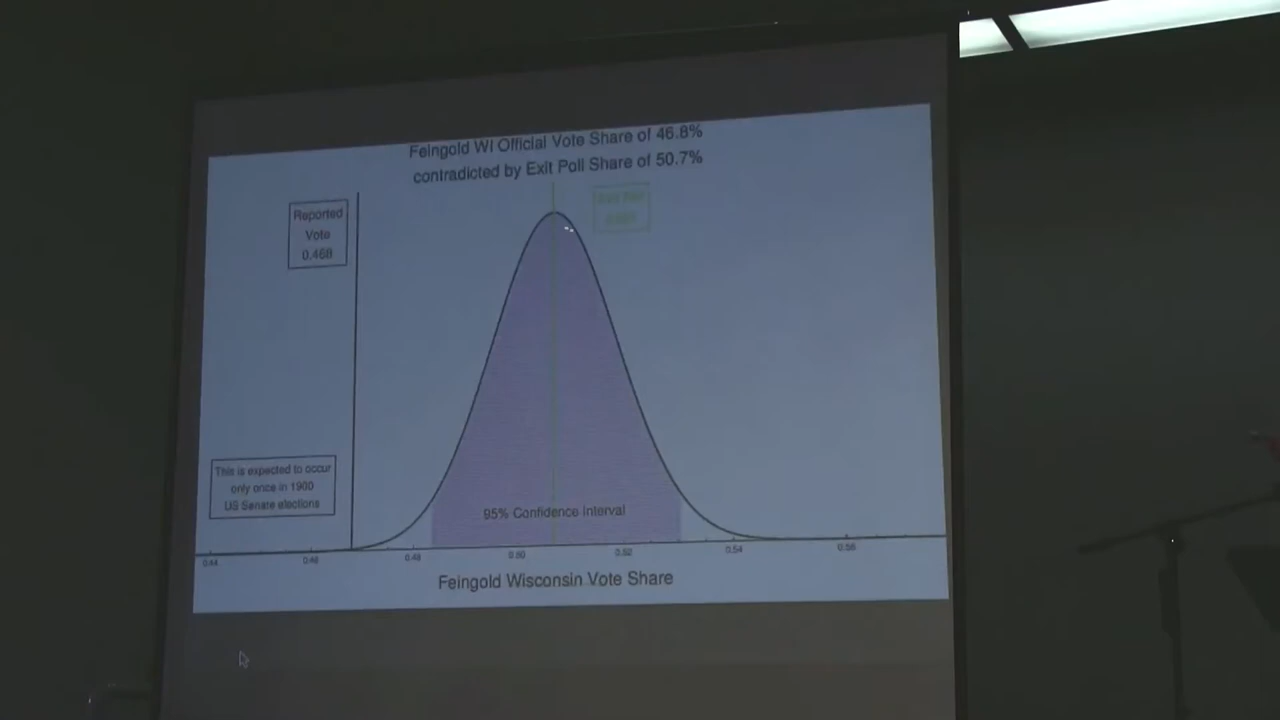 Feingold WI Official Vote Share of 46.8%
contradicted by Exit Poll Share of 50.7%
Reported
Vote
0.468
Exit Poll
This is expected to occur
only once in 1900
US Senate elections
95% Confidence Interval
0.44 0.46 0.48 0.50 0.52 0.54 0.56
Feingold Wisconsin Vote Share